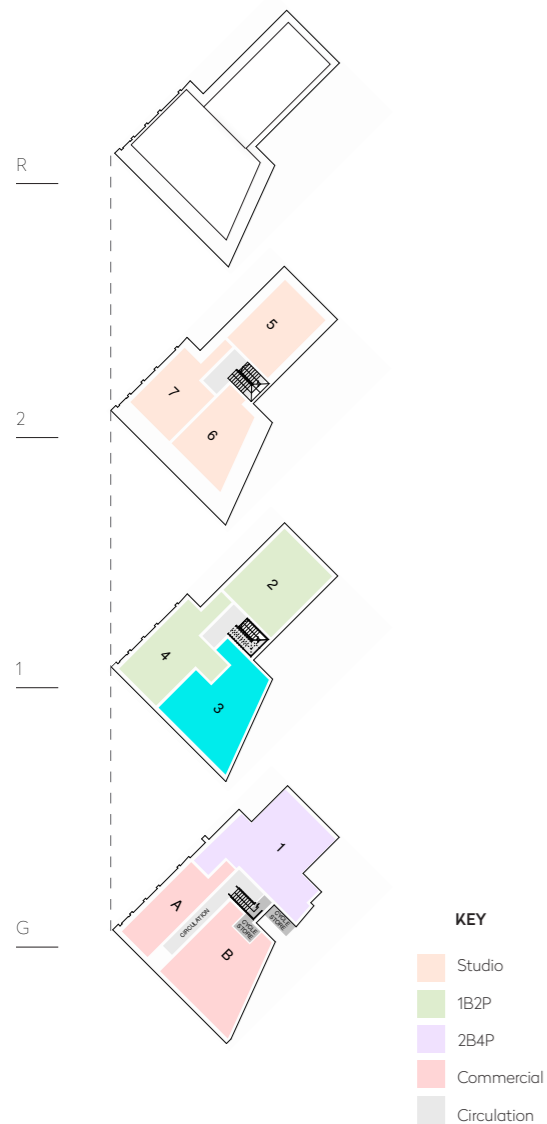 R
2
5
7
6
1
2
4
3
G
1
A
CIRCULATION
CYCLE
STORE
CYCLE
STORE
B
KEY
Studio
1B2P
2B4P
Commercial
Circulation